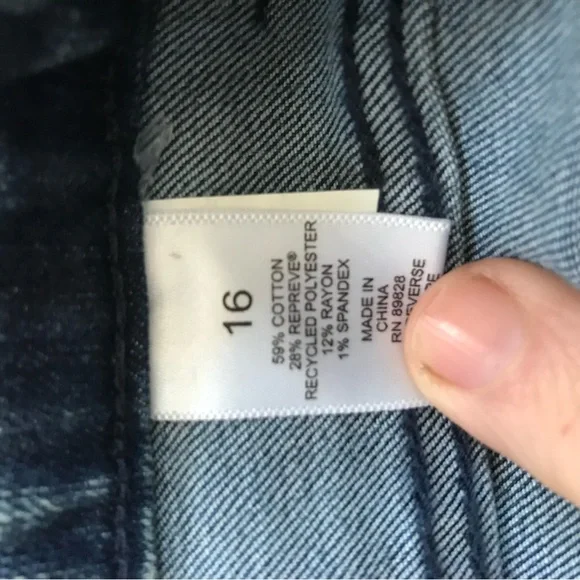 16
59% COTTON
28% REPREVE®
RECYCLED POLYESTER
12% RAYON
1% SPANDEX
MADE IN
CHINA
RN 89828